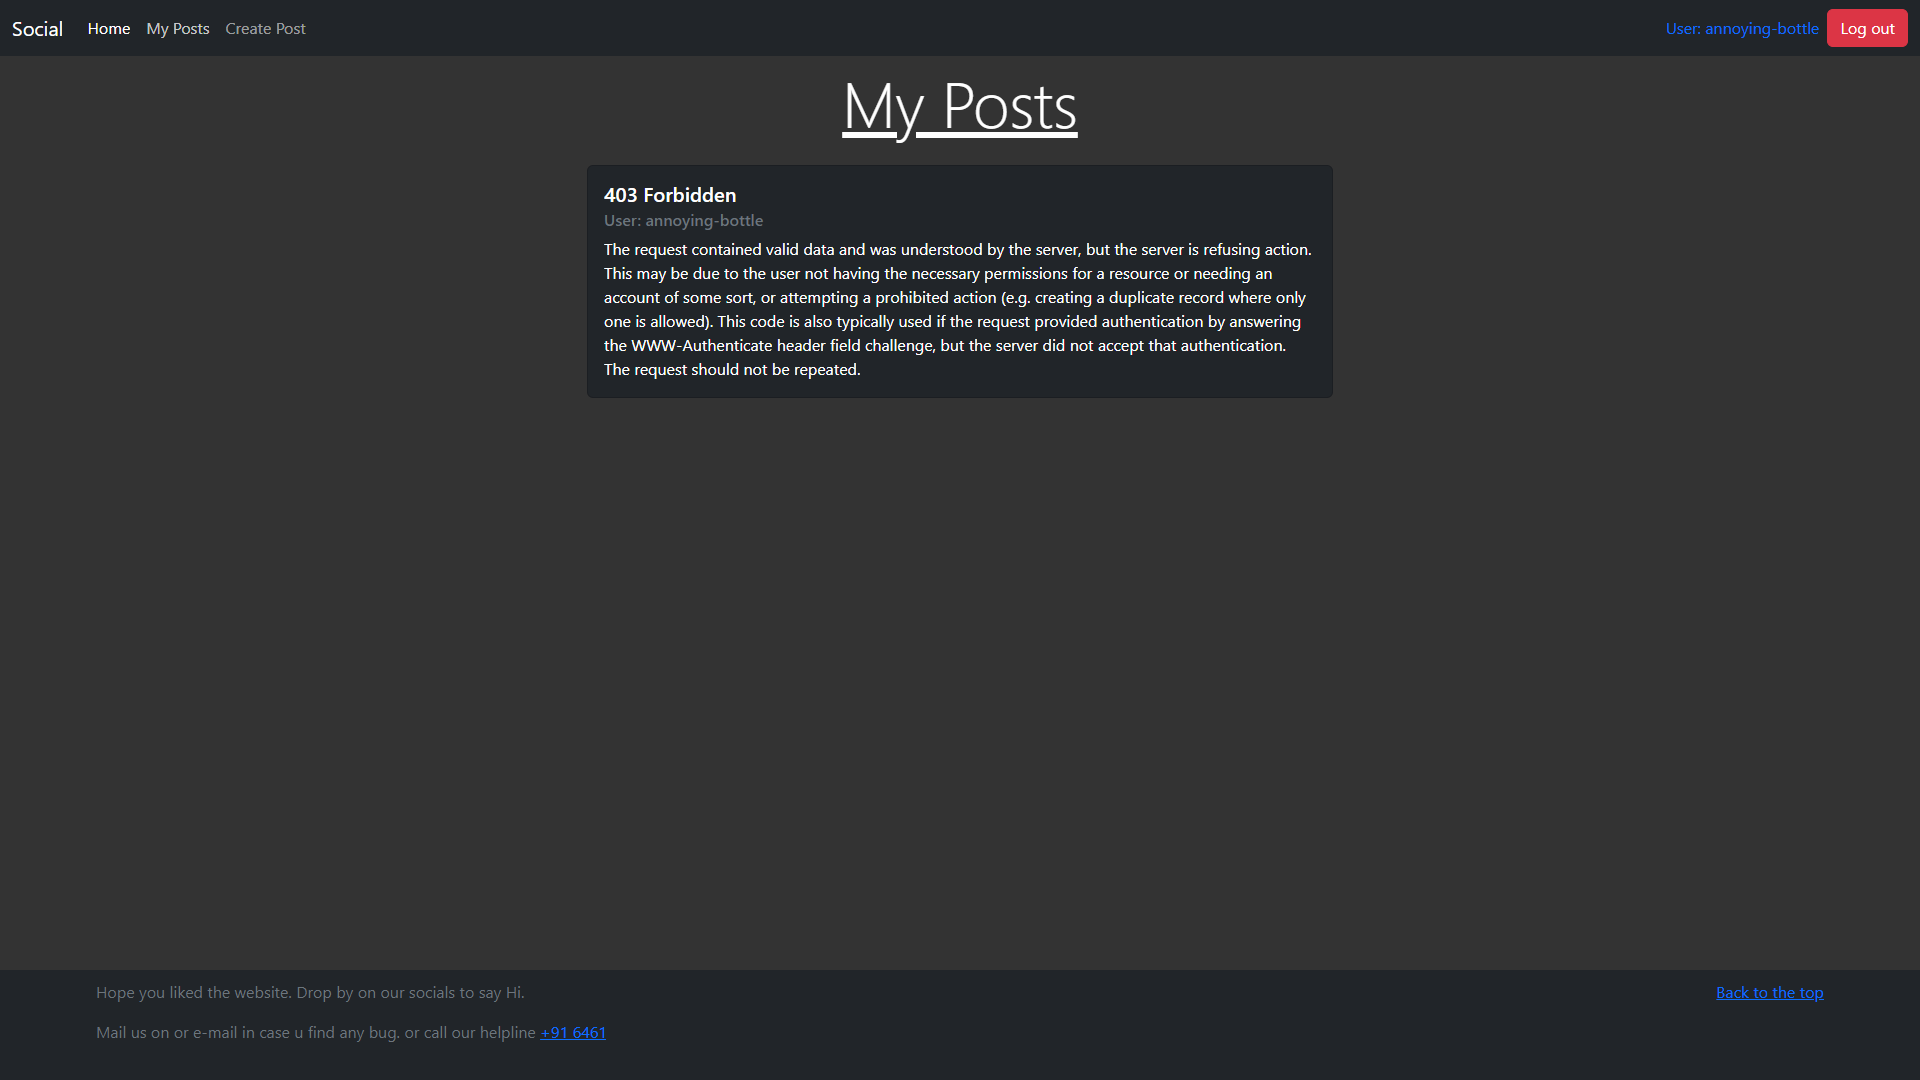 Social Home My Posts Create Post User: annoying-bottle Log out
My Posts
403 Forbidden
User: annoying-bottle
The request contained valid data and was understood by the server, but the server is refusing action.
This may be due to the user not having the necessary permissions for a resource or needing an
account of some sort, or attempting a prohibited action (e.g. creating a duplicate record where only
one is allowed). This code is also typically used if the request provided authentication by answering
the WWW-Authenticate header field challenge, but the server did not accept that authentication.
The request should not be repeated.
Hope you liked the website. Drop by on our socials to say Hi. Back to the top
Mail us on or e-mail in case u find any bug. or call our helpline +91 6461